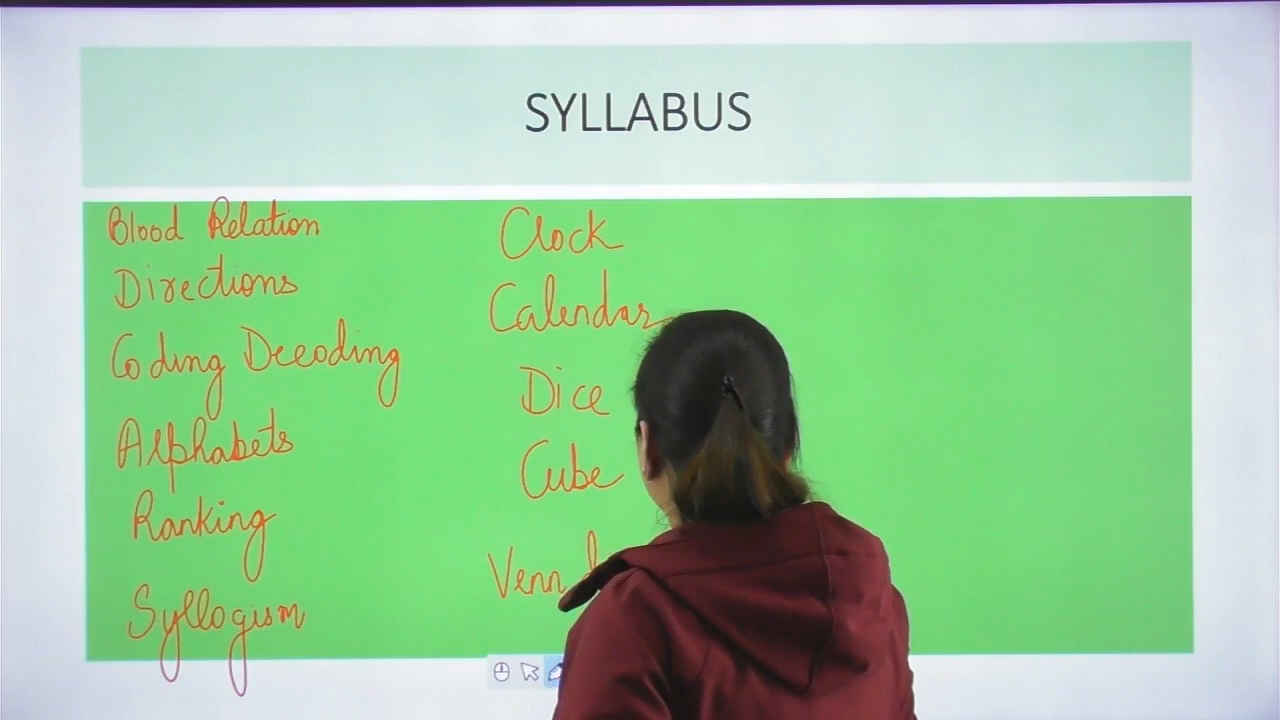 SYLLABUS
Blood Relation
Directions
Coding Decoding
Alphabets
Ranking
Syllogism
Clock
Calendar
Dice
Cube
Venn